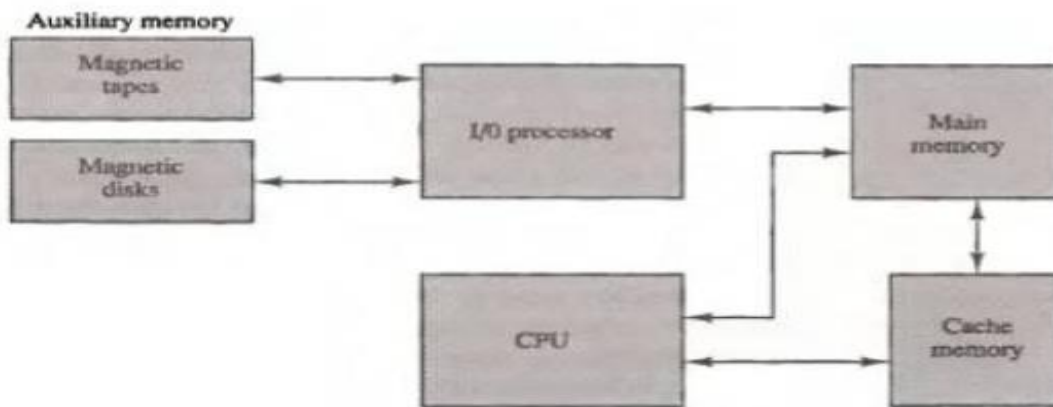 Auxiliary memory
Magnetic
tapes
I/0 processor
Main
memory
Magnetic
disks
CPU
Cache
memory